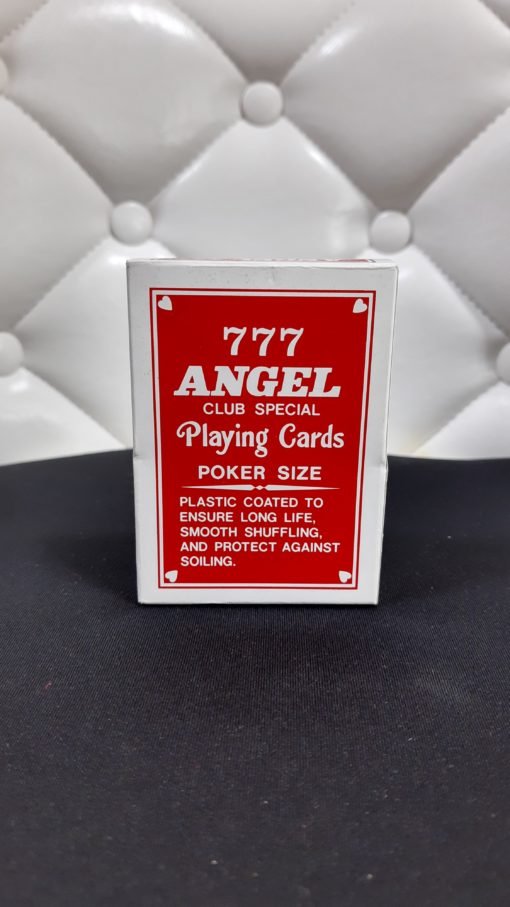 777
ANGEL
CLUB SPECIAL
Playing Cards
POKER SIZE
PLASTIC COATED TO
ENSURE LONG LIFE,
SMOOTH SHUFFLING,
AND PROTECT AGAINST
SOILING.